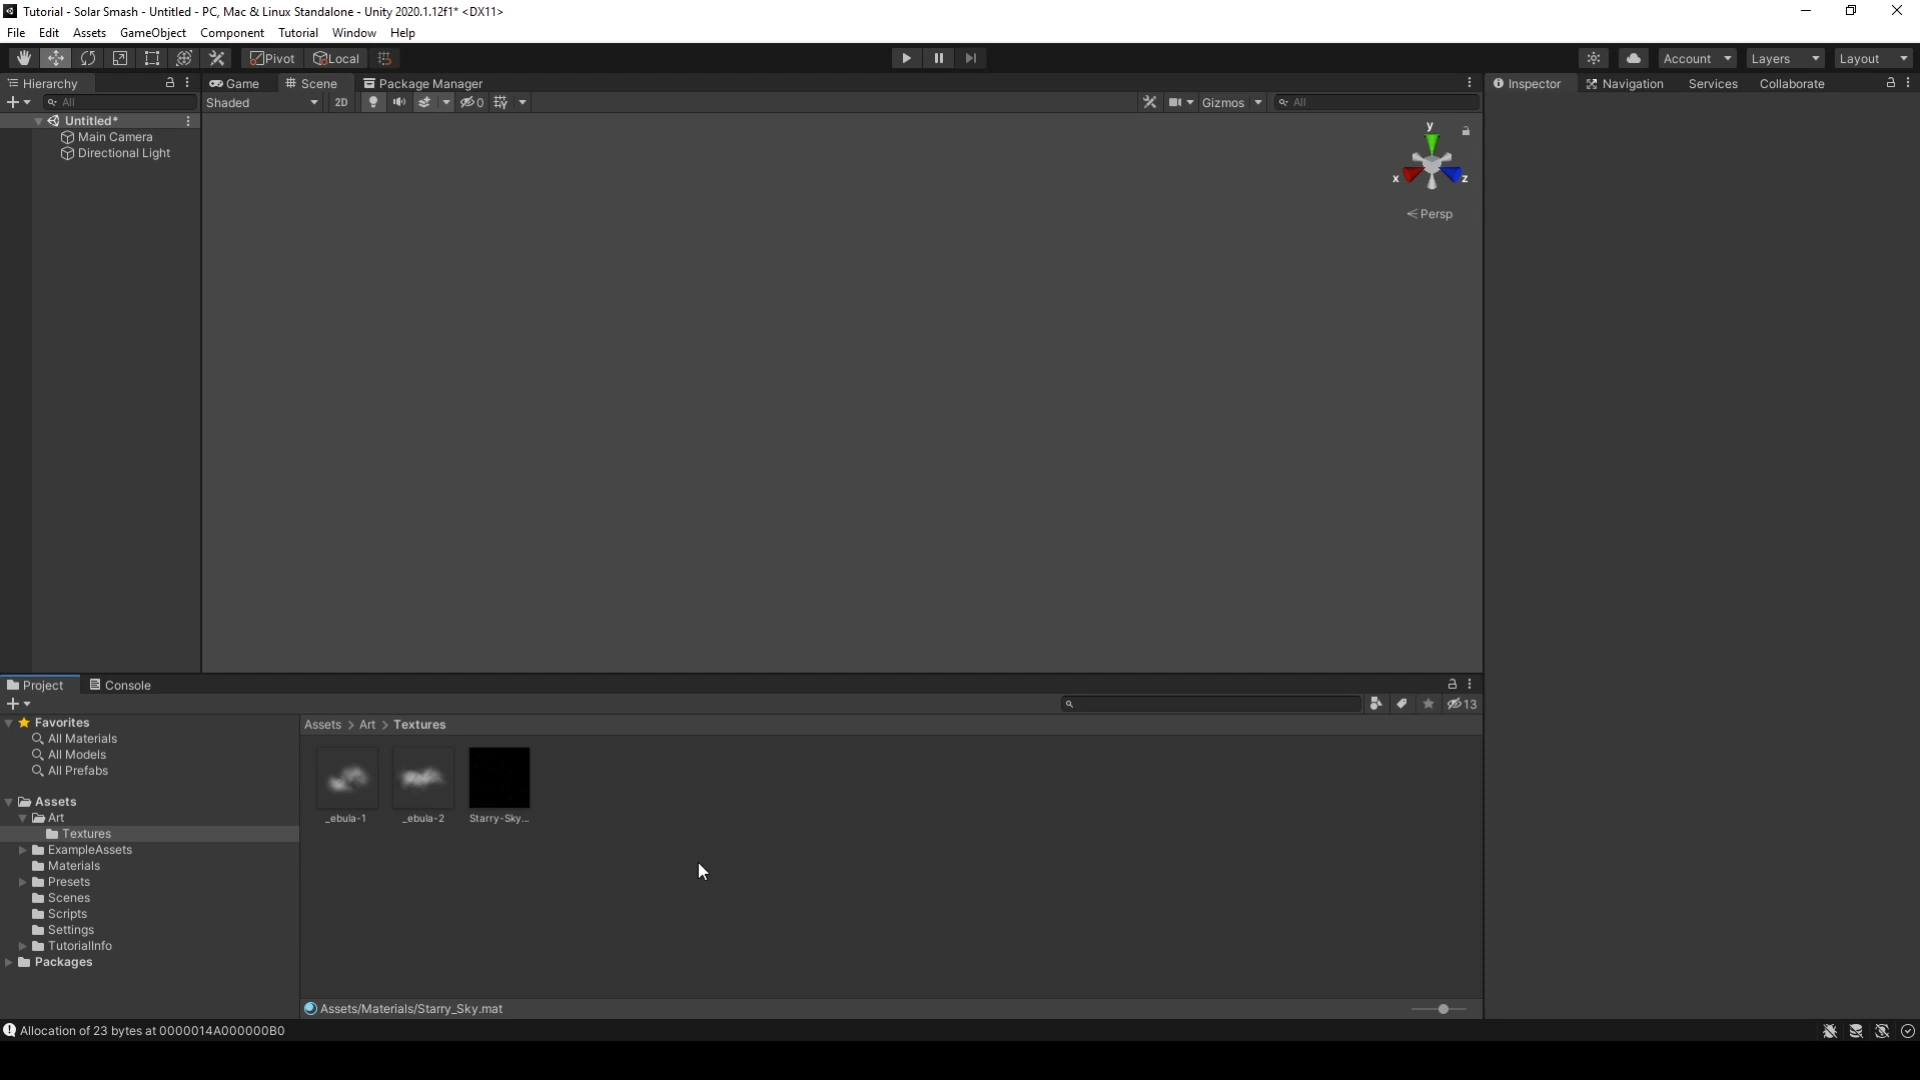 Tutorial - Solar Smash - Untitled - PC, Mac & Linux Standalone - Unity 2020.1.12f1* <DX11>
File Edit Assets GameObject Component Tutorial Window Help
Pivot Local Account Layers Layout
Hierarchy Game Scene Package Manager Inspector Navigation Services Collaborate
All Shaded 2D 0 Gizmos All
Untitled*
Main Camera
Directional Light
y
x z
Persp
Project Console
13
Favorites
All Materials
All Models
All Prefabs
Assets
Art
Textures
ExampleAssets
Materials
Presets
Scenes
Scripts
Settings
TutorialInfo
Packages
Assets > Art > Textures
_ebula-1 _ebula-2 Starry-Sky...
Assets/Materials/Starry_Sky.mat
Allocation of 23 bytes at 0000014A000000B0